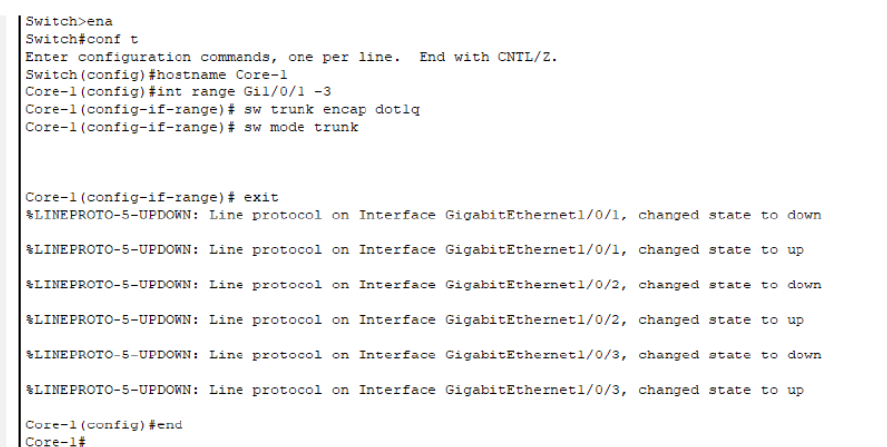 Switch>ena
Switch#conf t
Enter configuration commands, one per line.  End with CNTL/Z.
Switch(config)#hostname Core-1
Core-1(config)#int range Gi1/0/1 -3
Core-1(config-if-range)# sw trunk encap dot1q
Core-1(config-if-range)# sw mode trunk
Core-1(config-if-range)# exit
%LINEPROTO-5-UPDOWN: Line protocol on Interface GigabitEthernet1/0/1, changed state to down
%LINEPROTO-5-UPDOWN: Line protocol on Interface GigabitEthernet1/0/1, changed state to up
%LINEPROTO-5-UPDOWN: Line protocol on Interface GigabitEthernet1/0/2, changed state to down
%LINEPROTO-5-UPDOWN: Line protocol on Interface GigabitEthernet1/0/2, changed state to up
%LINEPROTO-5-UPDOWN: Line protocol on Interface GigabitEthernet1/0/3, changed state to down
%LINEPROTO-5-UPDOWN: Line protocol on Interface GigabitEthernet1/0/3, changed state to up
Core-1(config)#end
Core-1#